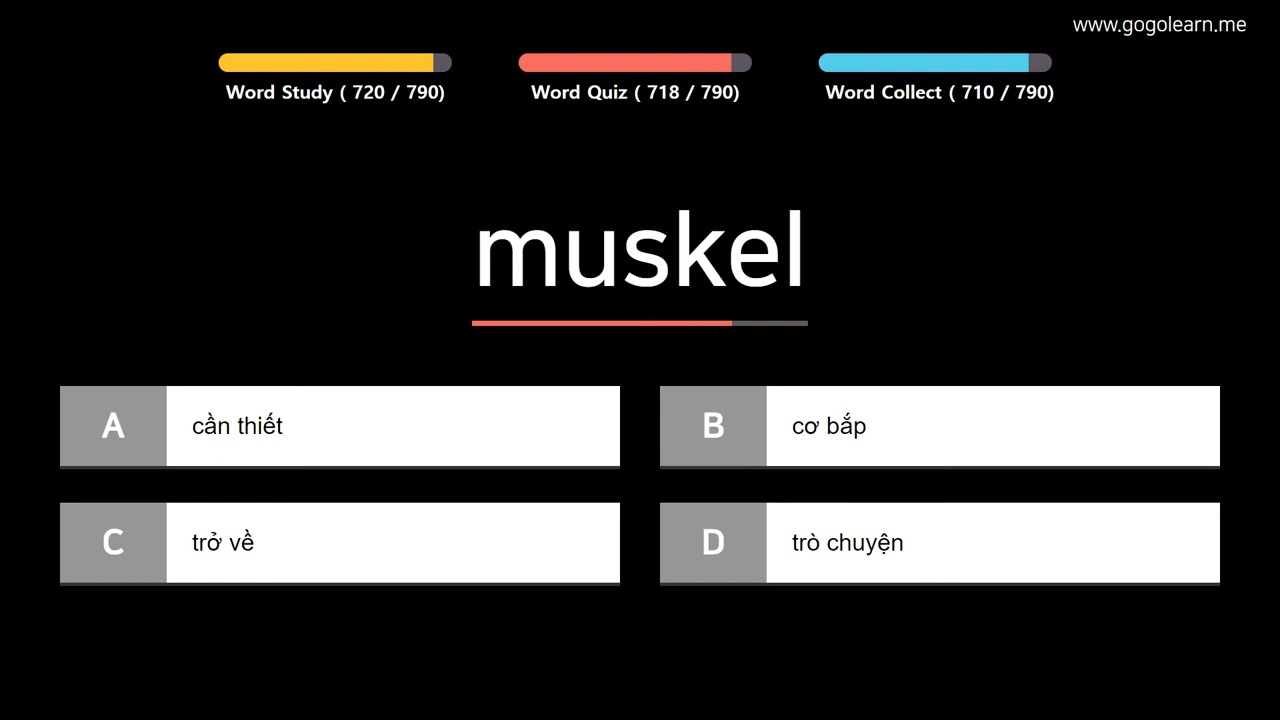 www.gogolearn.me
Word Study ( 720 / 790)
Word Quiz ( 718 / 790)
Word Collect ( 710 / 790)
muskel
A cần thiết
B cơ bắp
C trở về
D trò chuyện